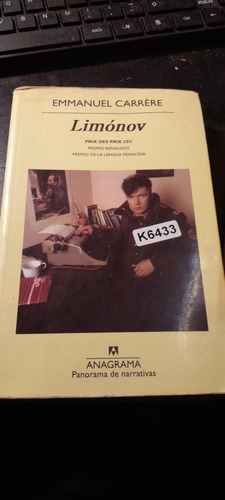 EMMANUEL CARRÈRE
Limónov
PRIX DES PRIX 2011
PREMIO RENAUDOT
PREMIO DE LA LENGUA FRANCESA
K6433
ANAGRAMA
Panorama de narrativas